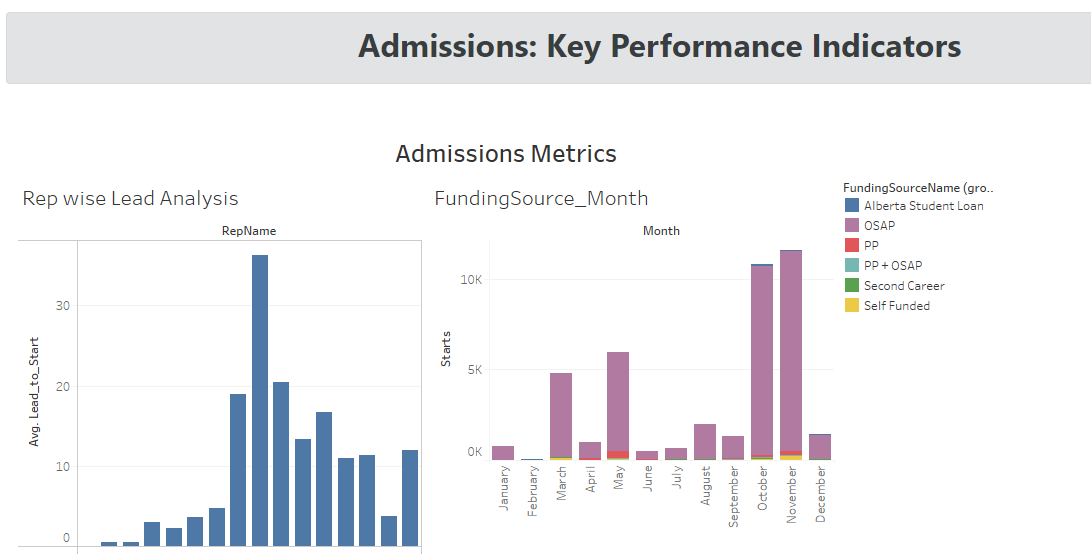 Admissions: Key Performance Indicators
Admissions Metrics
Rep wise Lead Analysis
RepName
Avg. Lead_to_Start
30
20
10
0
FundingSource_Month
Month
Starts
10K
5K
0K
January
February
March
April
May
June
July
August
September
October
November
December
FundingSourceName (gro..
Alberta Student Loan
OSAP
PP
PP + OSAP
Second Career
Self Funded